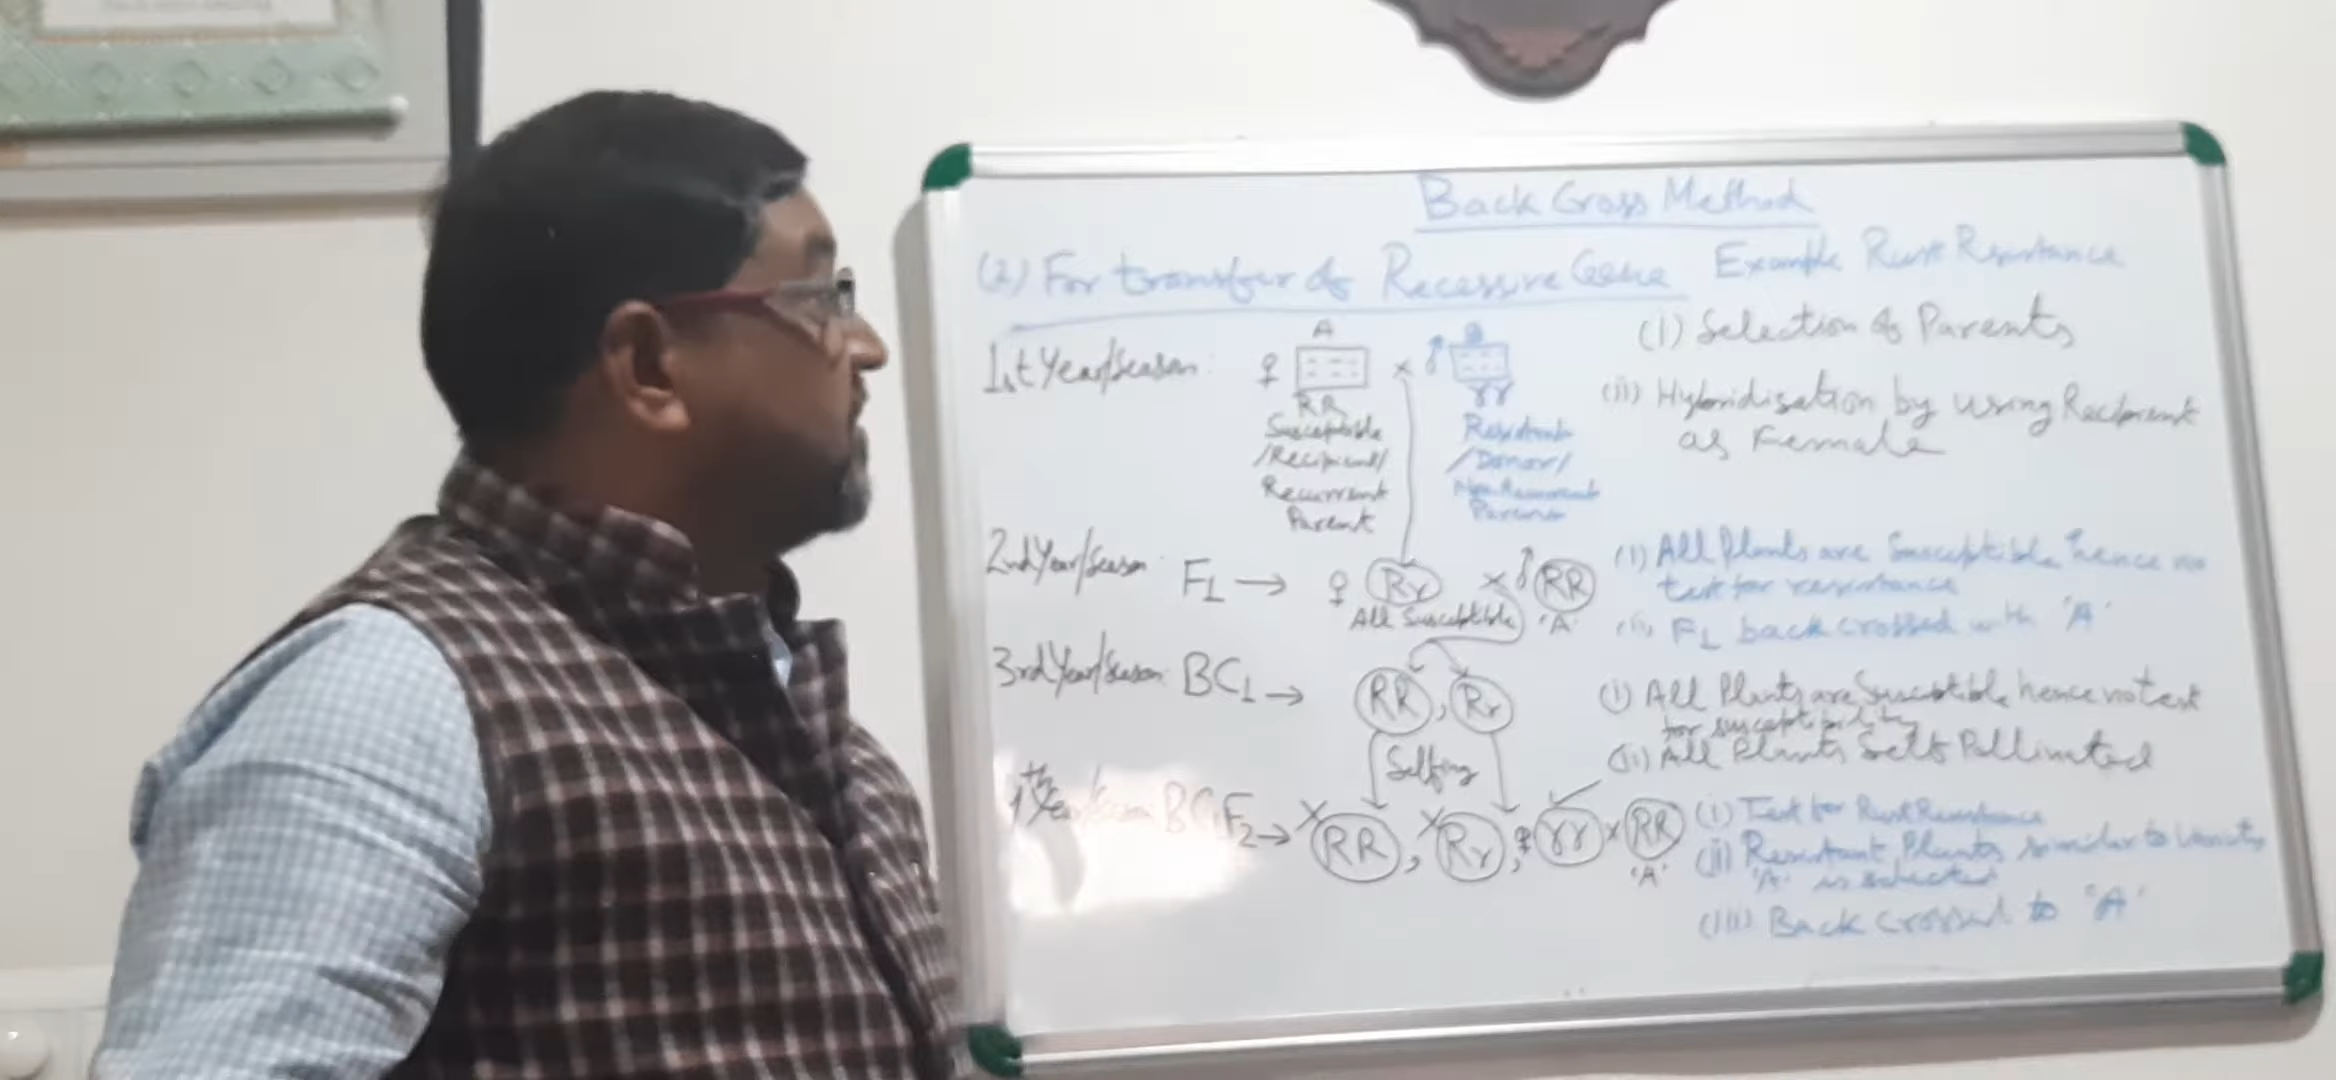 Back Cross Method
(2) For transfer of Recessive Gene Example Rust Resistance
1st Year/Season:
A
♀ × ♂
B
RR
rr
Susceptible
/Recipient/
Recurrent
Parent
Resistant
/Donor/
Non Recurrent
Parent
(i) Selection of Parents
(ii) Hybridisation by using Recipient
as Female
2nd Year/Season F1 → ♀ Rr × ♂ RR
All Susceptible 'A'
(i) All Plants are Susceptible hence no
test for resistance
(ii) F1 back crossed with 'A'
3rd Year/Season: BC1 → RR, Rr
(i) All Plants are Susceptible hence no test
for susceptibility
(ii) All Plants Self Pollinated
Selfing
4th Year/Season: BC1F2 → × RR, × Rr, ♀ rr × RR
'A'
(i) Test for Rust Resistance
(ii) Resistant Plants similar to Variety
'A' is selected
(iii) Back crossed to 'A'